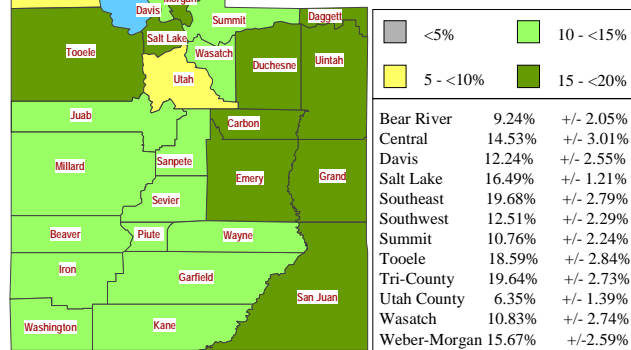 Morgan
Davis
Summit
Daggett
Salt Lake
Tooele
Wasatch
Duchesne
Uintah
Utah
Juab
Carbon
Millard
Sanpete
Emery
Grand
Sevier
Beaver
Piute
Wayne
Iron
Garfield
San Juan
Washington
Kane
<5%
10 - <15%
5 - <10%
15 - <20%
Bear River 9.24% +/- 2.05%
Central 14.53% +/- 3.01%
Davis 12.24% +/- 2.55%
Salt Lake 16.49% +/- 1.21%
Southeast 19.68% +/- 2.79%
Southwest 12.51% +/- 2.29%
Summit 10.76% +/- 2.24%
Tooele 18.59% +/- 2.84%
Tri-County 19.64% +/- 2.73%
Utah County 6.35% +/- 1.39%
Wasatch 10.83% +/- 2.74%
Weber-Morgan 15.67% +/-2.59%